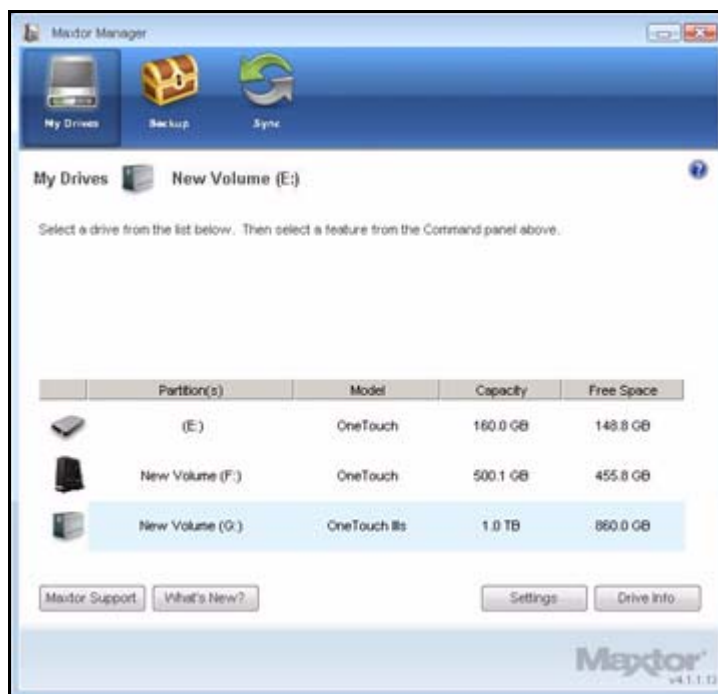 Maxtor Manager
My Drives Backup Sync
My Drives New Volume (E:)
Select a drive from the list below. Then select a feature from the Command panel above.
Partition(s) Model Capacity Free Space
(E:) OneTouch 160.0 GB 148.8 GB
New Volume (F:) OneTouch 500.1 GB 455.8 GB
New Volume (G:) OneTouch IIIs 1.0 TB 860.0 GB
Maxtor Support What's New? Settings Drive Info
Maxtor